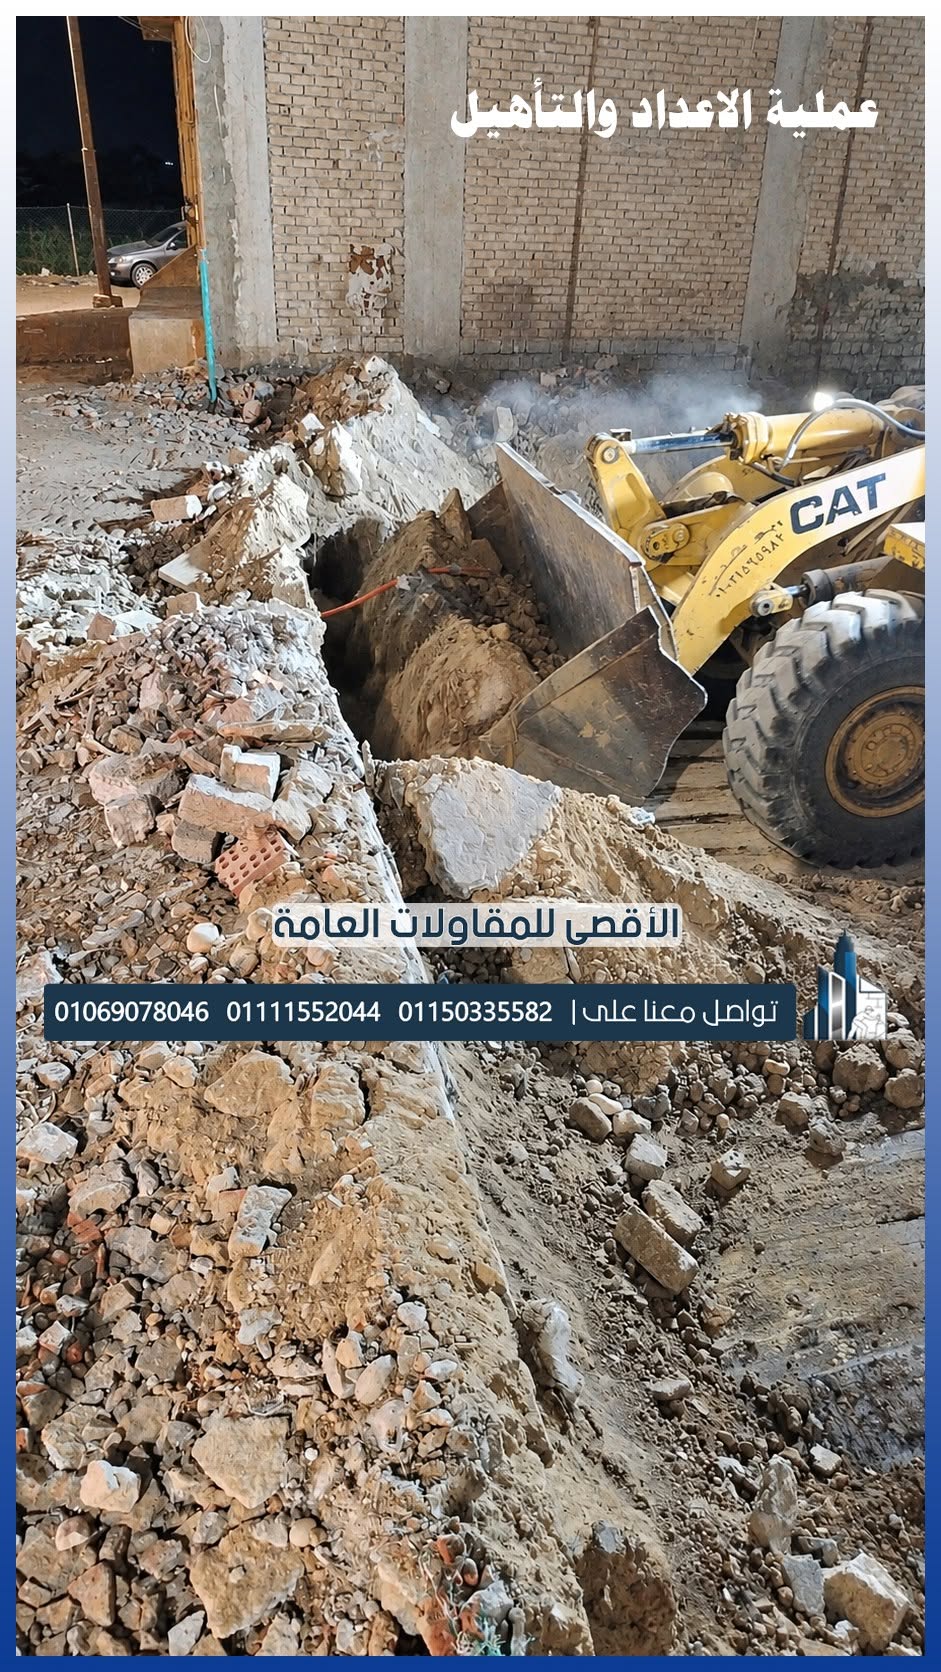 عملية الاعداد والتأهيل
CAT
الأقصى للمقاولات العامة
تواصل معنا على | 01150335582 01111552044 01069078046